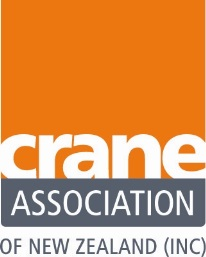 crane
ASSOCIATION
OF NEW ZEALAND (INC)